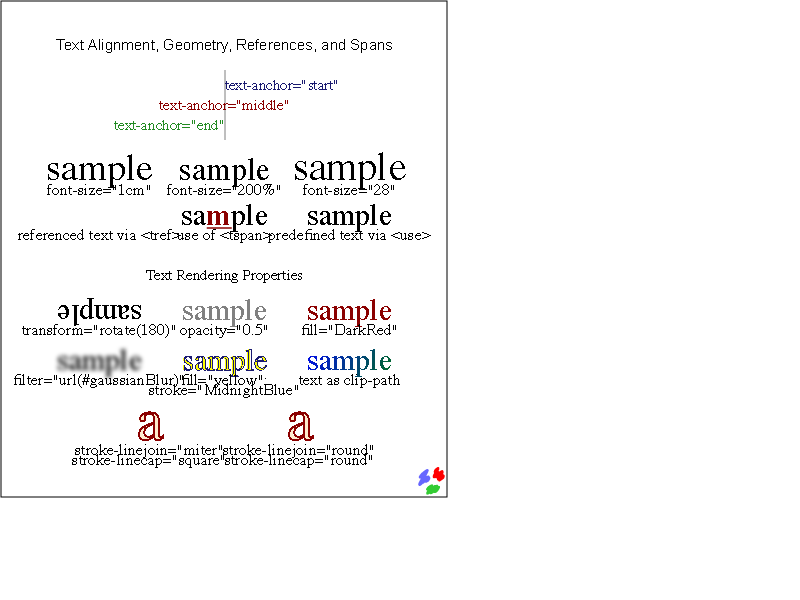 Text Alignment, Geometry, References, and Spans
text-anchor="start"
text-anchor="middle"
text-anchor="end"
sample sample sample
font-size="1cm" font-size="200%" font-size="28"
sample sample
referenced text via <tref> use of <tspan> predefined text via <use>
Text Rendering Properties
sample sample sample
transform="rotate(180)" opacity="0.5" fill="DarkRed"
sample sample sample
filter="url(#gaussianBlur)" fill="yellow", text as clip-path
stroke="MidnightBlue"
a a
stroke-linejoin="miter" stroke-linejoin="round"
stroke-linecap="square" stroke-linecap="round"